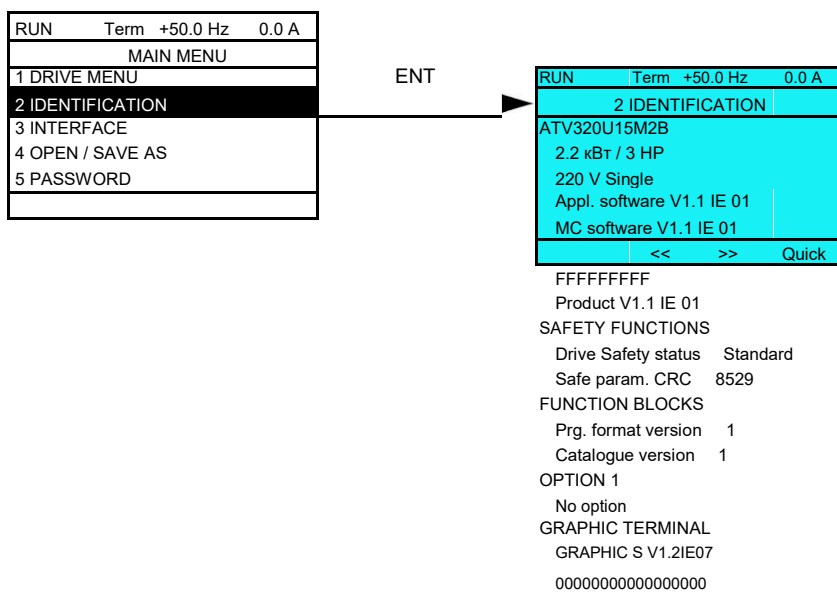 RUN Term +50.0 Hz 0.0 A
MAIN MENU
1 DRIVE MENU
2 IDENTIFICATION
3 INTERFACE
4 OPEN / SAVE AS
5 PASSWORD
ENT
RUN Term +50.0 Hz 0.0 A
2 IDENTIFICATION
ATV320U15M2B
2.2 кВт / 3 HP
220 V Single
Appl. software V1.1 IE 01
MC software V1.1 IE 01
<< >> Quick
FFFFFFFFF
Product V1.1 IE 01
SAFETY FUNCTIONS
Drive Safety status Standard
Safe param. CRC 8529
FUNCTION BLOCKS
Prg. format version 1
Catalogue version 1
OPTION 1
No option
GRAPHIC TERMINAL
GRAPHIC S V1.2IE07
00000000000000000